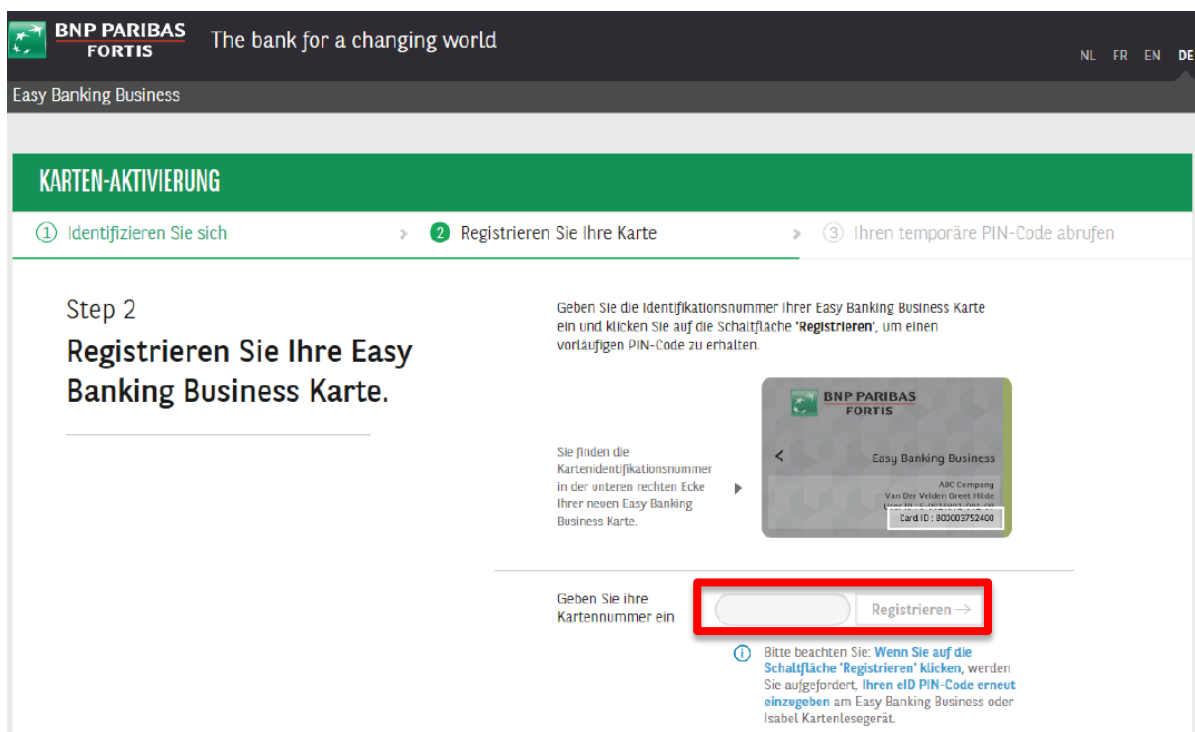 BNP PARIBAS
FORTIS
The bank for a changing world
NL FR EN DE
Easy Banking Business
KARTEN-AKTIVIERUNG
1 Identifizieren Sie sich > 2 Registrieren Sie Ihre Karte > 3 Ihren temporäre PIN-Code abrufen
Step 2
Registrieren Sie Ihre Easy
Banking Business Karte.
Geben Sie die Identifikationsnummer Ihrer Easy Banking Business Karte
ein und klicken Sie auf die Schaltfläche 'Registrieren', um einen
vorläufigen PIN-Code zu erhalten.
Sie finden die
Kartenidentifikationsnummer
in der unteren rechten Ecke
Ihrer neuen Easy Banking
Business Karte.
BNP PARIBAS
FORTIS
< Easy Banking Business
ABC Company
Van Der Velden Greet Hilde
User ID :
Card ID : B00003752400
Geben Sie ihre
Kartennummer ein
Registrieren →
Bitte beachten Sie: Wenn Sie auf die
Schaltfläche 'Registrieren' klicken, werden
Sie aufgefordert, Ihren eID PIN-Code erneut
einzugeben am Easy Banking Business oder
Isabel Kartenlesegerät.